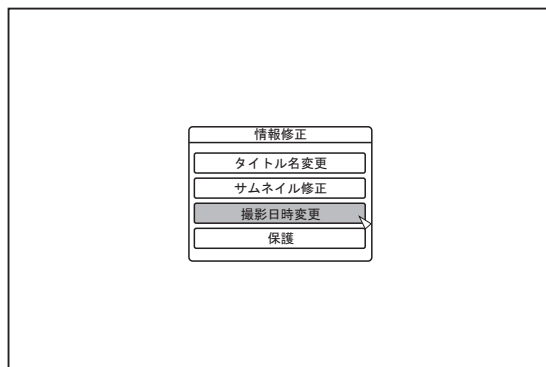 情報修正
タイトル名変更
サムネイル修正
撮影日時変更
保護